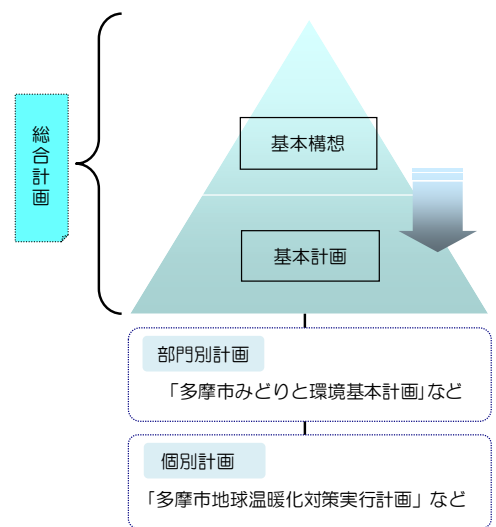 総合計画
基本構想
基本計画
部門別計画
「多摩市みどりと環境基本計画」など
個別計画
「多摩市地球温暖化対策実行計画」など